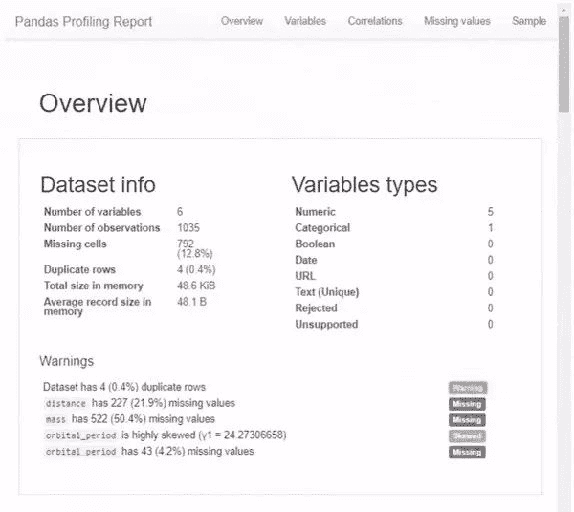 Pandas Profiling Report Overview Variables Correlations Missing values Sample
Overview
Dataset info
Number of variables 6
Number of observations 1035
Missing cells 792
(12.8%)
Duplicate rows 4 (0.4%)
Total size in memory 48.6 KiB
Average record size in
memory 48.1 B
Variables types
Numeric 5
Categorical 1
Boolean 0
Date 0
URL 0
Text (Unique) 0
Rejected 0
Unsupported 0
Warnings
Dataset has 4 (0.4%) duplicate rows Warning
distance has 227 (21.9%) missing values Missing
mass has 522 (50.4%) missing values Missing
orbital_period is highly skewed (γ1 = 24.27306658) Skewed
orbital_period has 43 (4.2%) missing values Missing